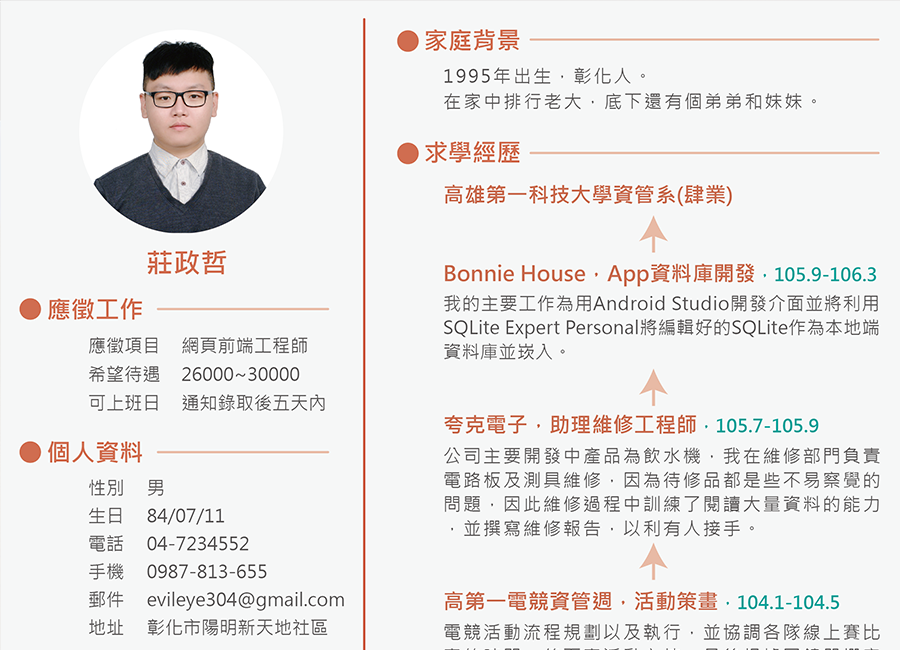 莊政哲
應徵工作
應徵項目 網頁前端工程師
希望待遇 26000~30000
可上班日 通知錄取後五天內
個人資料
性別 男
生日 84/07/11
電話 04-7234552
手機 0987-813-655
郵件 evileye304@gmail.com
地址 彰化市陽明新天地社區
家庭背景
1995年出生，彰化人。
在家中排行老大，底下還有個弟弟和妹妹。
求學經歷
高雄第一科技大學資管系(肄業)
Bonnie House，App資料庫開發·105.9-106.3
我的主要工作為用Android Studio開發介面並將利用
SQLite Expert Personal將編輯好的SQLite作為本地端
資料庫並崁入。
夸克電子，助理維修工程師·105.7-105.9
公司主要開發中產品為飲水機，我在維修部門負責
電路板及測具維修，因為待修品都是些不易察覺的
問題，因此維修過程中訓練了閱讀大量資料的能力
，並撰寫維修報告，以利有人接手。
高第一電競資管週，活動策畫·104.1-104.5
電競活動流程規劃以及執行，並協調各隊線上賽比